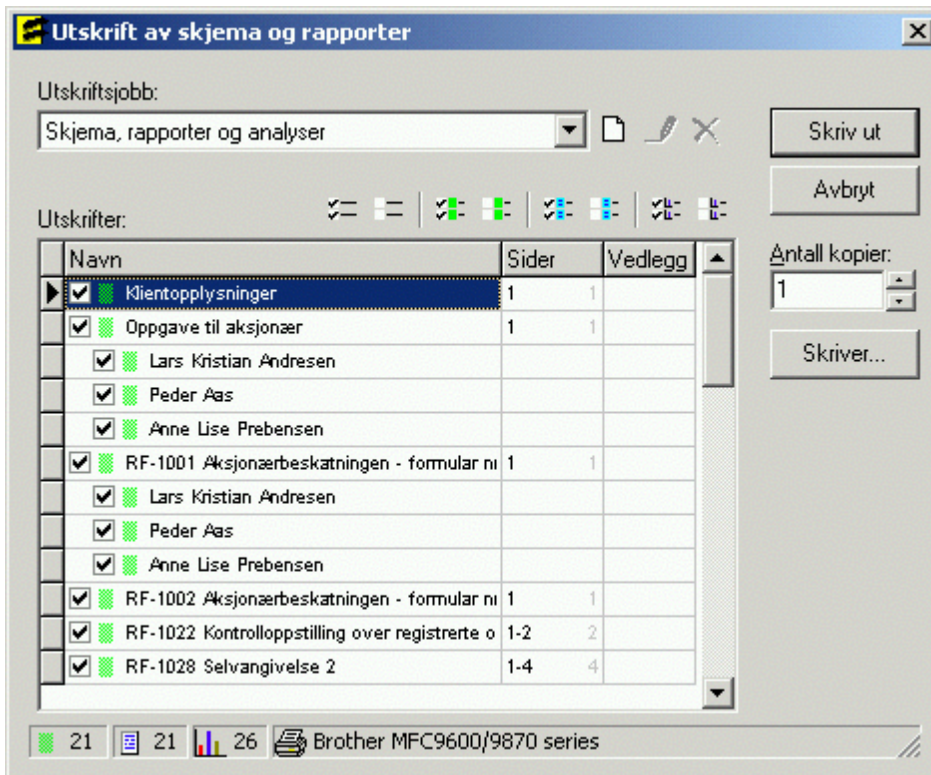 Utskrift av skjema og rapporter
Utskriftsjobb:
Skjema, rapporter og analyser
Skriv ut
Avbryt
Utskrifter:
Antall kopier:
1
Skriver...
Navn Sider Vedlegg
Klientopplysninger 1 1
Oppgave til aksjonær 1 1
Lars Kristian Andresen
Peder Aas
Anne Lise Prebensen
RF-1001 Aksjonærbeskatningen - formular nr 1 1
Lars Kristian Andresen
Peder Aas
Anne Lise Prebensen
RF-1002 Aksjonærbeskatningen - formular nr 1 1
RF-1022 Kontrolloppstilling over registrerte o 1-2 2
RF-1028 Selvangivelse 2 1-4 4
21 21 26 Brother MFC9600/9870 series